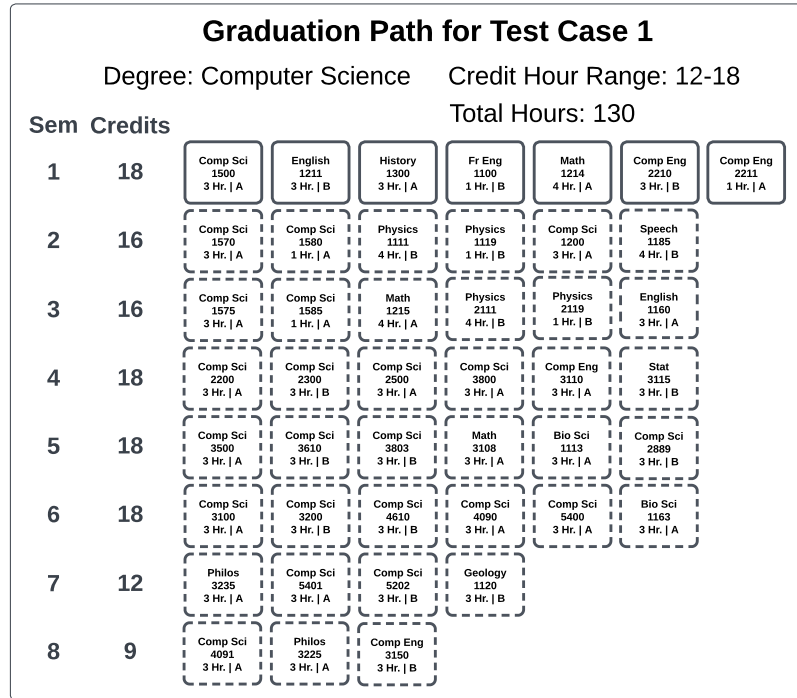 Graduation Path for Test Case 1
Degree: Computer Science Credit Hour Range: 12-18
Total Hours: 130
Sem Credits
1 18
Comp Sci
1500
3 Hr. | A
English
1211
3 Hr. | B
History
1300
3 Hr. | A
Fr Eng
1100
1 Hr. | B
Math
1214
4 Hr. | A
Comp Eng
2210
3 Hr. | B
Comp Eng
2211
1 Hr. | A
2 16
Comp Sci
1570
3 Hr. | A
Comp Sci
1580
1 Hr. | A
Physics
1111
4 Hr. | B
Physics
1119
1 Hr. | B
Comp Sci
1200
3 Hr. | A
Speech
1185
4 Hr. | B
3 16
Comp Sci
1575
3 Hr. | A
Comp Sci
1585
1 Hr. | A
Math
1215
4 Hr. | A
Physics
2111
4 Hr. | B
Physics
2119
1 Hr. | B
English
1160
3 Hr. | A
4 18
Comp Sci
2200
3 Hr. | A
Comp Sci
2300
3 Hr. | B
Comp Sci
2500
3 Hr. | A
Comp Sci
3800
3 Hr. | A
Comp Eng
3110
3 Hr. | A
Stat
3115
3 Hr. | B
5 18
Comp Sci
3500
3 Hr. | A
Comp Sci
3610
3 Hr. | B
Comp Sci
3803
3 Hr. | B
Math
3108
3 Hr. | A
Bio Sci
1113
3 Hr. | A
Comp Sci
2889
3 Hr. | B
6 18
Comp Sci
3100
3 Hr. | A
Comp Sci
3200
3 Hr. | B
Comp Sci
4610
3 Hr. | B
Comp Sci
4090
3 Hr. | A
Comp Sci
5400
3 Hr. | A
Bio Sci
1163
3 Hr. | A
7 12
Philos
3235
3 Hr. | A
Comp Sci
5401
3 Hr. | A
Comp Sci
5202
3 Hr. | B
Geology
1120
3 Hr. | B
8 9
Comp Sci
4091
3 Hr. | A
Philos
3225
3 Hr. | A
Comp Eng
3150
3 Hr. | B